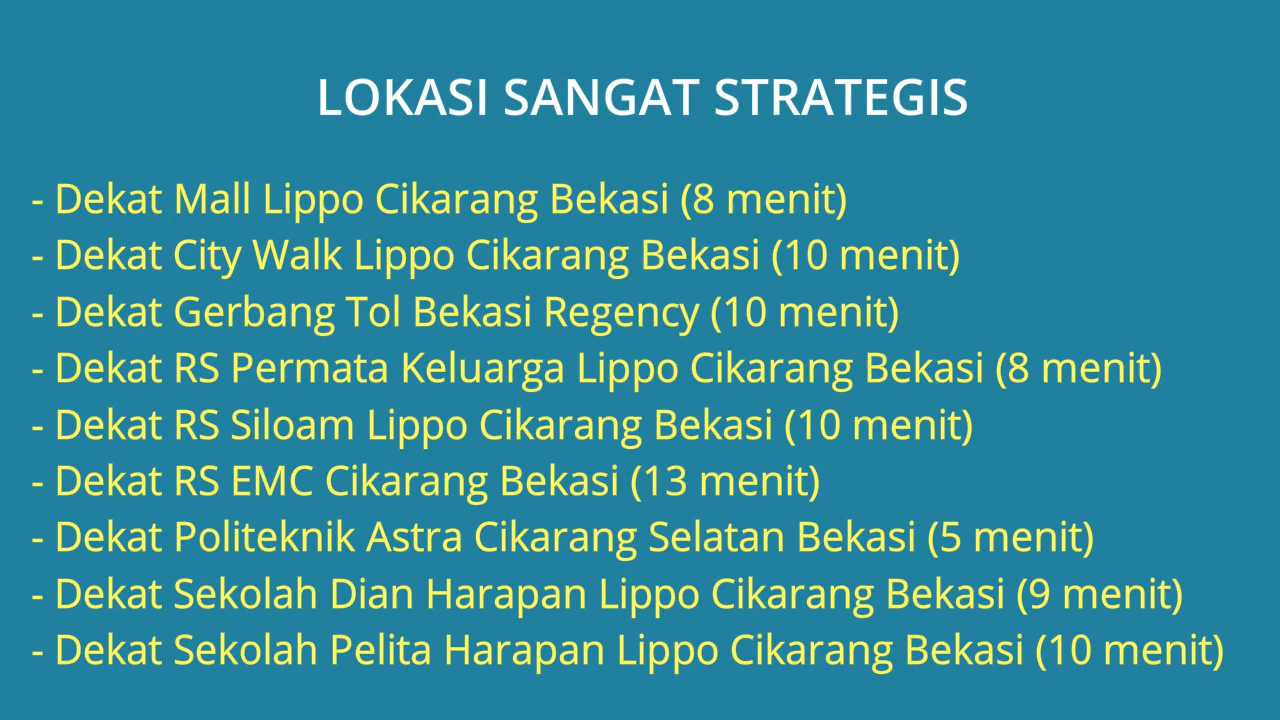 LOKASI SANGAT STRATEGIS
- Dekat Mall Lippo Cikarang Bekasi (8 menit)
- Dekat City Walk Lippo Cikarang Bekasi (10 menit)
- Dekat Gerbang Tol Bekasi Regency (10 menit)
- Dekat RS Permata Keluarga Lippo Cikarang Bekasi (8 menit)
- Dekat RS Siloam Lippo Cikarang Bekasi (10 menit)
- Dekat RS EMC Cikarang Bekasi (13 menit)
- Dekat Politeknik Astra Cikarang Selatan Bekasi (5 menit)
- Dekat Sekolah Dian Harapan Lippo Cikarang Bekasi (9 menit)
- Dekat Sekolah Pelita Harapan Lippo Cikarang Bekasi (10 menit)